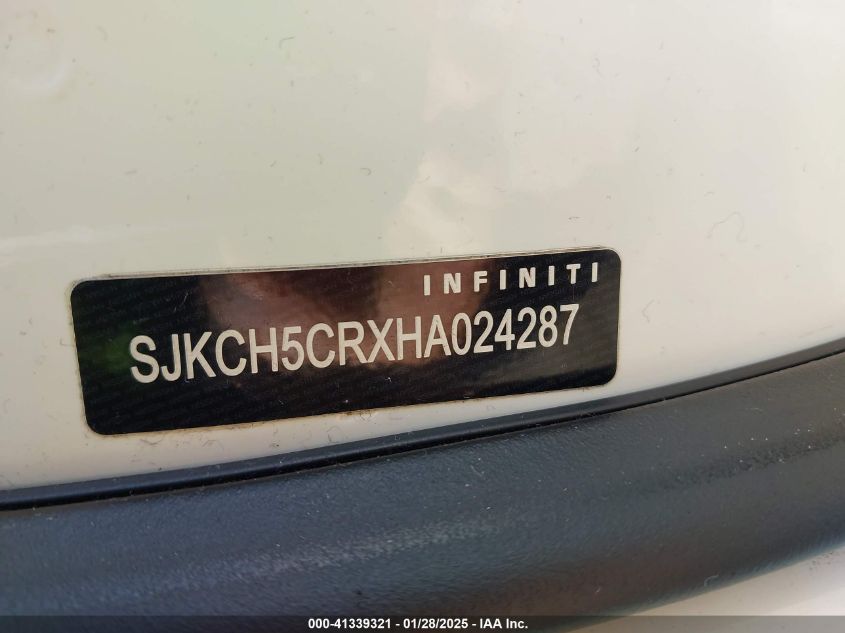 INFINITI
SJKCH5CRXHA024287
000-41339321 - 01/28/2025 - IAA Inc.